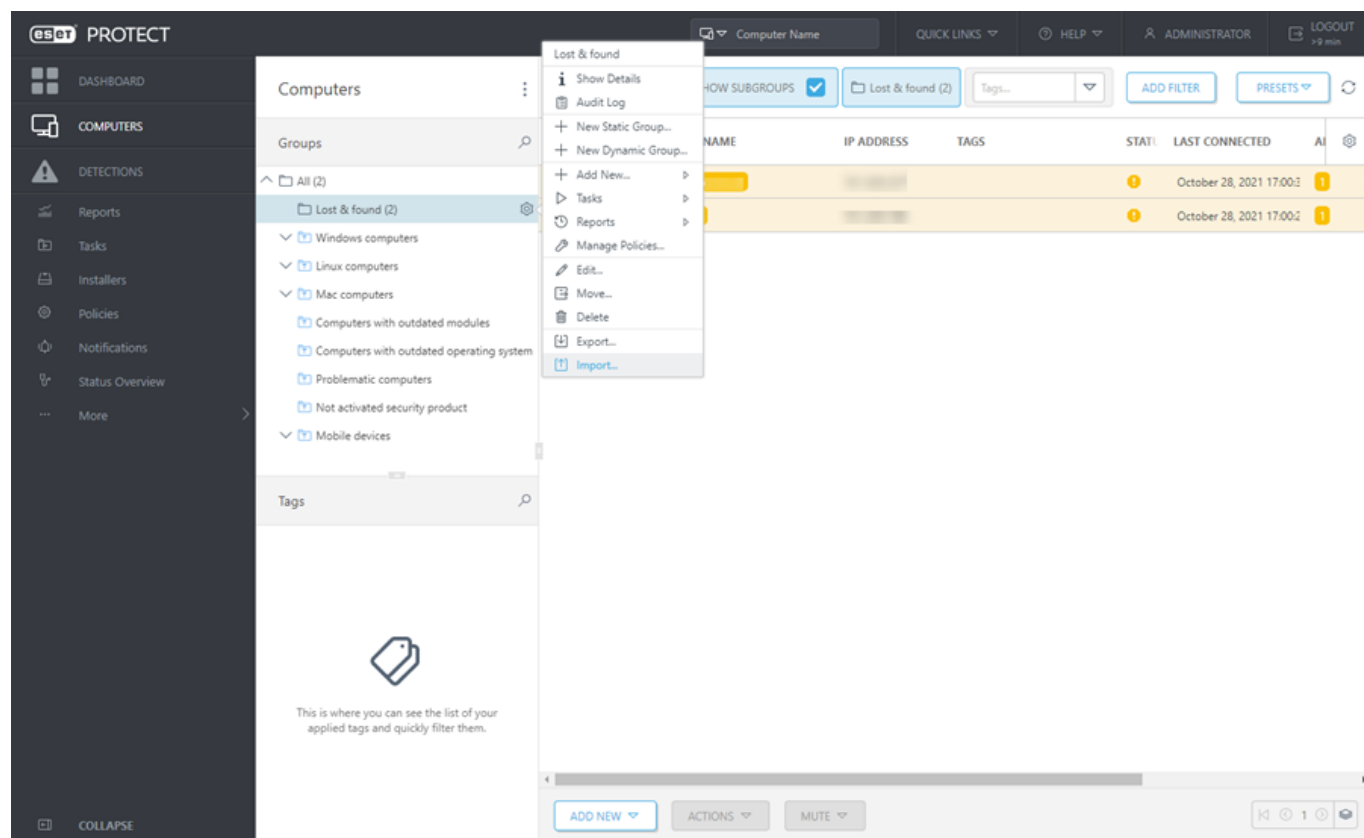 eset PROTECT
Computer Name
QUICK LINKS
HELP
ADMINISTRATOR
LOGOUT
>9 min
DASHBOARD
COMPUTERS
DETECTIONS
Reports
Tasks
Installers
Policies
Notifications
Status Overview
More
COLLAPSE
Computers
Groups
All (2)
Lost & found (2)
Windows computers
Linux computers
Mac computers
Computers with outdated modules
Computers with outdated operating system
Problematic computers
Not activated security product
Mobile devices
Tags
This is where you can see the list of your
applied tags and quickly filter them.
Lost & found
Show Details
Audit Log
New Static Group...
New Dynamic Group...
Add New...
Tasks
Reports
Manage Policies...
Edit...
Move...
Delete
Export...
Import...
SUBGROUPS
Lost & found (2)
Tags...
ADD FILTER
PRESETS
NAME
IP ADDRESS
TAGS
STATU
LAST CONNECTED
Al
October 28, 2021 17:00:3
1
October 28, 2021 17:00:2
1
ADD NEW
ACTIONS
MUTE
1